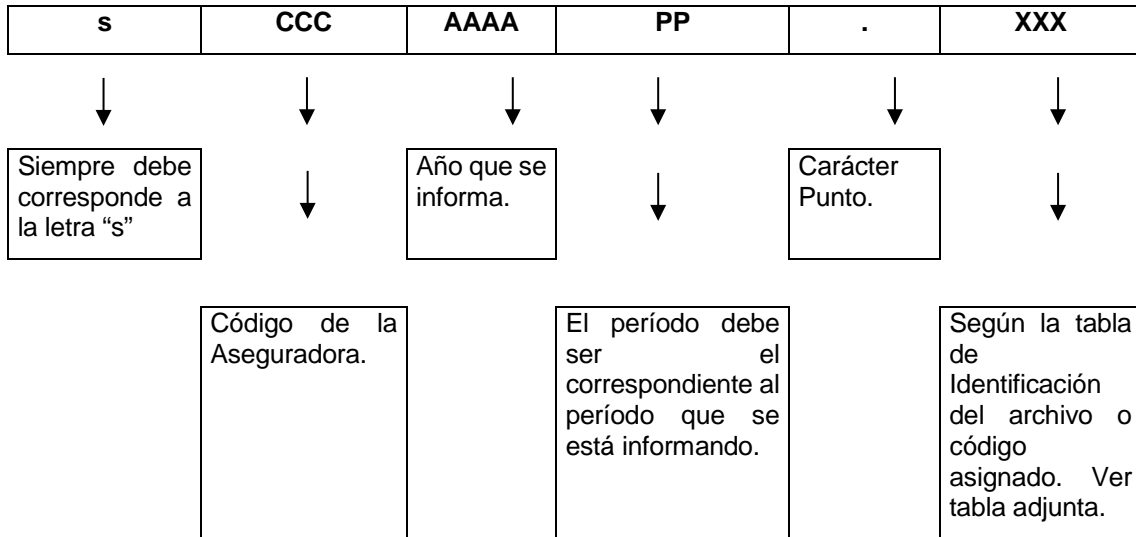 s CCC AAAA PP . XXX
Siempre debe
corresponde a
la letra “s”
Año que se
informa.
Carácter
Punto.
Código de la
Aseguradora.
El período debe
ser el
correspondiente al
período que se
está informando.
Según la tabla
de
Identificación
del archivo o
código
asignado. Ver
tabla adjunta.